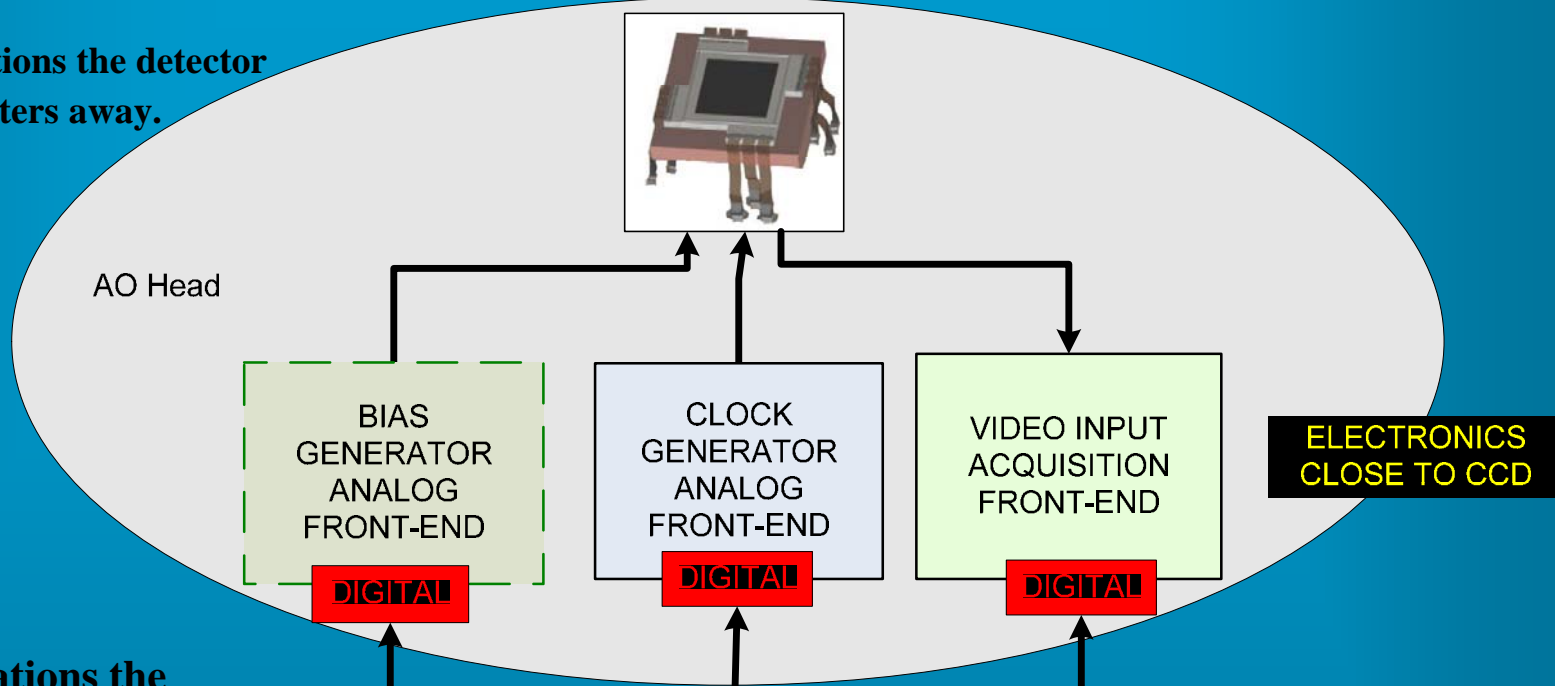 tions the detector
ters away.
AO Head
BIAS
GENERATOR
ANALOG
FRONT-END
DIGITAL
CLOCK
GENERATOR
ANALOG
FRONT-END
DIGITAL
VIDEO INPUT
ACQUISITION
FRONT-END
DIGITAL
ELECTRONICS
CLOSE TO CCD
ations the